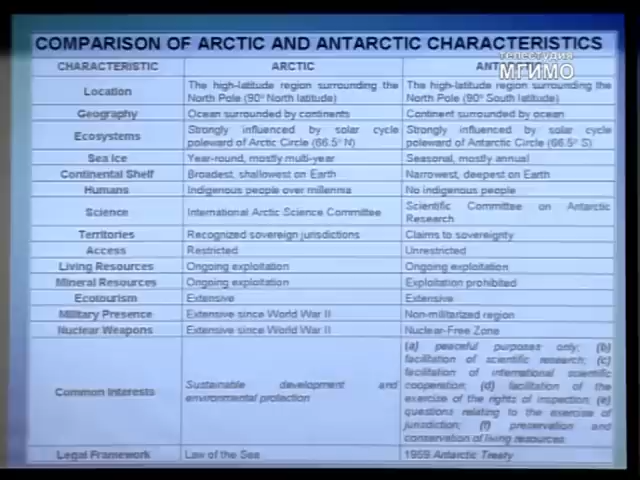 COMPARISON OF ARCTIC AND ANTARCTIC CHARACTERISTICS
телестудия
МГИМО
CHARACTERISTIC ARCTIC
Location The high-latitude region surrounding the North Pole (90° North latitude) The high-latitude region surrounding the North Pole (90° South latitude)
Geography Ocean surrounded by continents Continent surrounded by ocean
Ecosystems Strongly influenced by solar cycle poleward of Arctic Circle (66.5° N) Strongly influenced by solar cycle poleward of Antarctic Circle (66.5° S)
Sea Ice Year-round, mostly multi-year Seasonal, mostly annual
Continental Shelf Broadest, shallowest on Earth Narrowest, deepest on Earth
Humans Indigenous people over millennia No indigenous people
Science International Arctic Science Committee Scientific Committee on Antarctic Research
Territories Recognized sovereign jurisdictions Claims to sovereignty
Access Restricted Unrestricted
Living Resources Ongoing exploitation Ongoing exploitation
Mineral Resources Ongoing exploitation Exploitation prohibited
Ecotourism Extensive Extensive
Military Presence Extensive since World War II Non-militarized region
Nuclear Weapons Extensive since World War II Nuclear-Free Zone
Common Interests Sustainable development and environmental protection (a) peaceful purposes only; (b) facilitation of scientific research; (c) facilitation of international scientific cooperation; (d) facilitation of the exercise of the rights of inspection; (e) questions relating to the exercise of jurisdiction; (f) preservation and conservation of living resources.
Legal Framework Law of the Sea 1959 Antarctic Treaty